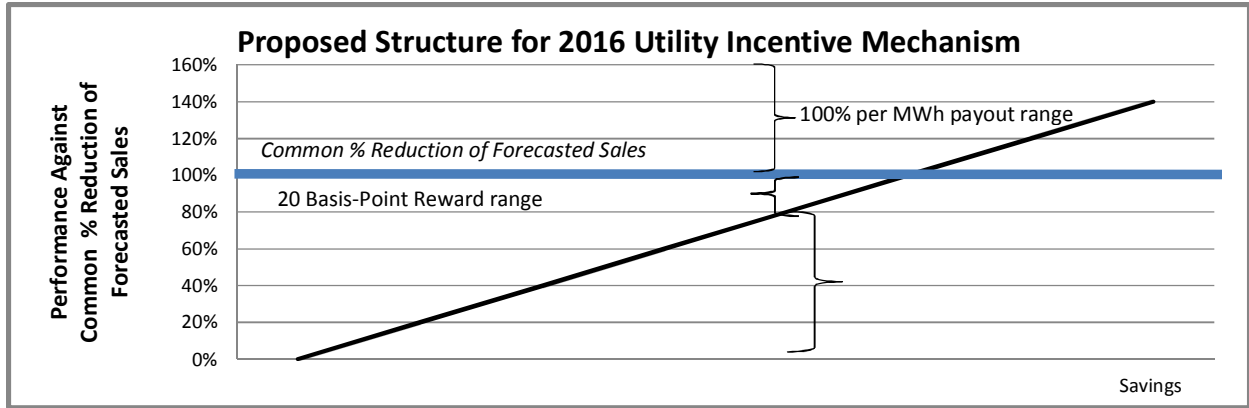 Proposed Structure for 2016 Utility Incentive Mechanism
Performance Against
Common % Reduction of
Forecasted Sales
160%
140%
120%
100%
80%
60%
40%
20%
0%
100% per MWh payout range
Common % Reduction of Forecasted Sales
20 Basis-Point Reward range
Savings